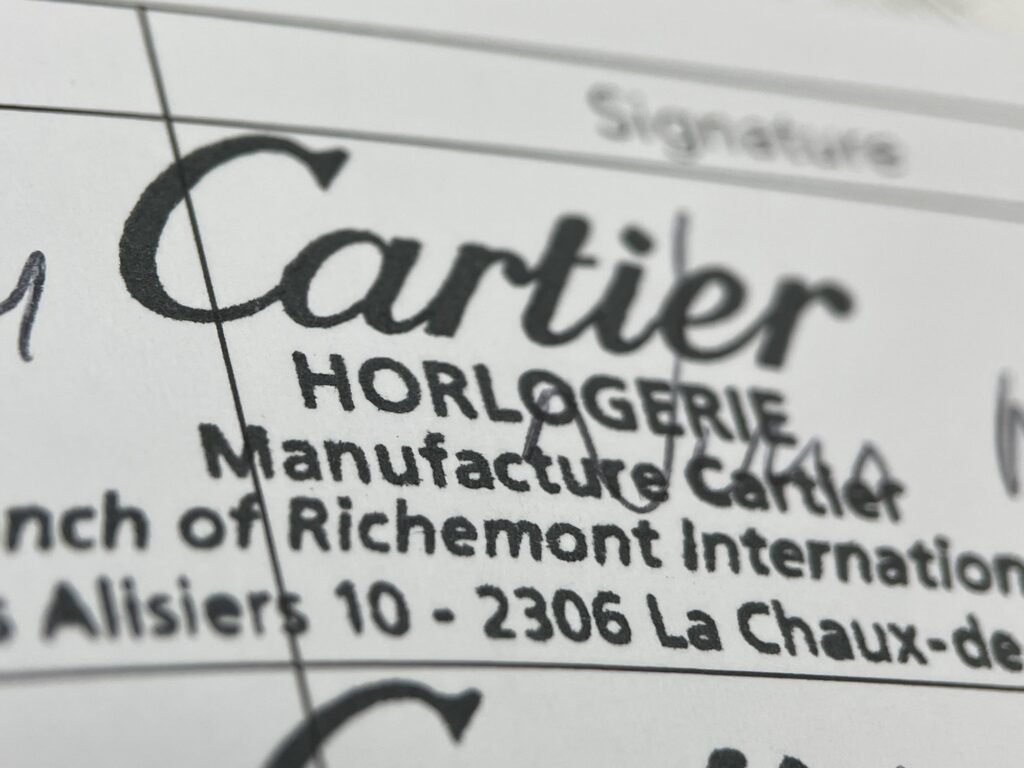 Signature
Cartier
HORLOGERIE
Manufacture Cartier
nch of Richemont Internation
s Alisiers 10 - 2306 La Chaux-de